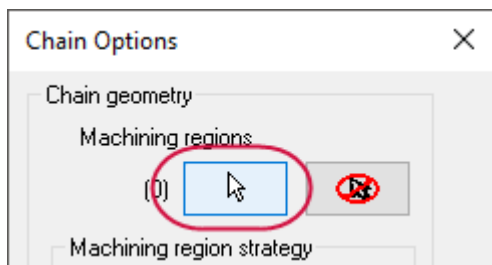 Chain Options
Chain geometry
Machining regions
(0)
Machining region strategy